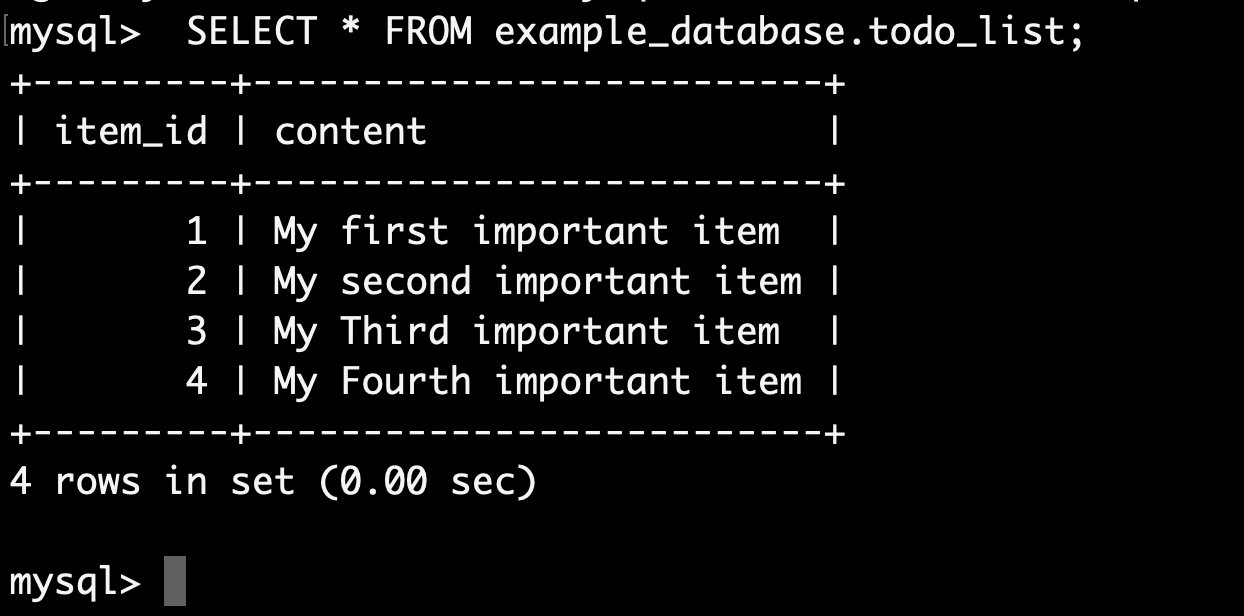 mysql>  SELECT * FROM example_database.todo_list;
+---------+--------------------------+
| item_id | content                  |
+---------+--------------------------+
|       1 | My first important item  |
|       2 | My second important item |
|       3 | My Third important item  |
|       4 | My Fourth important item |
+---------+--------------------------+
4 rows in set (0.00 sec)
mysql>